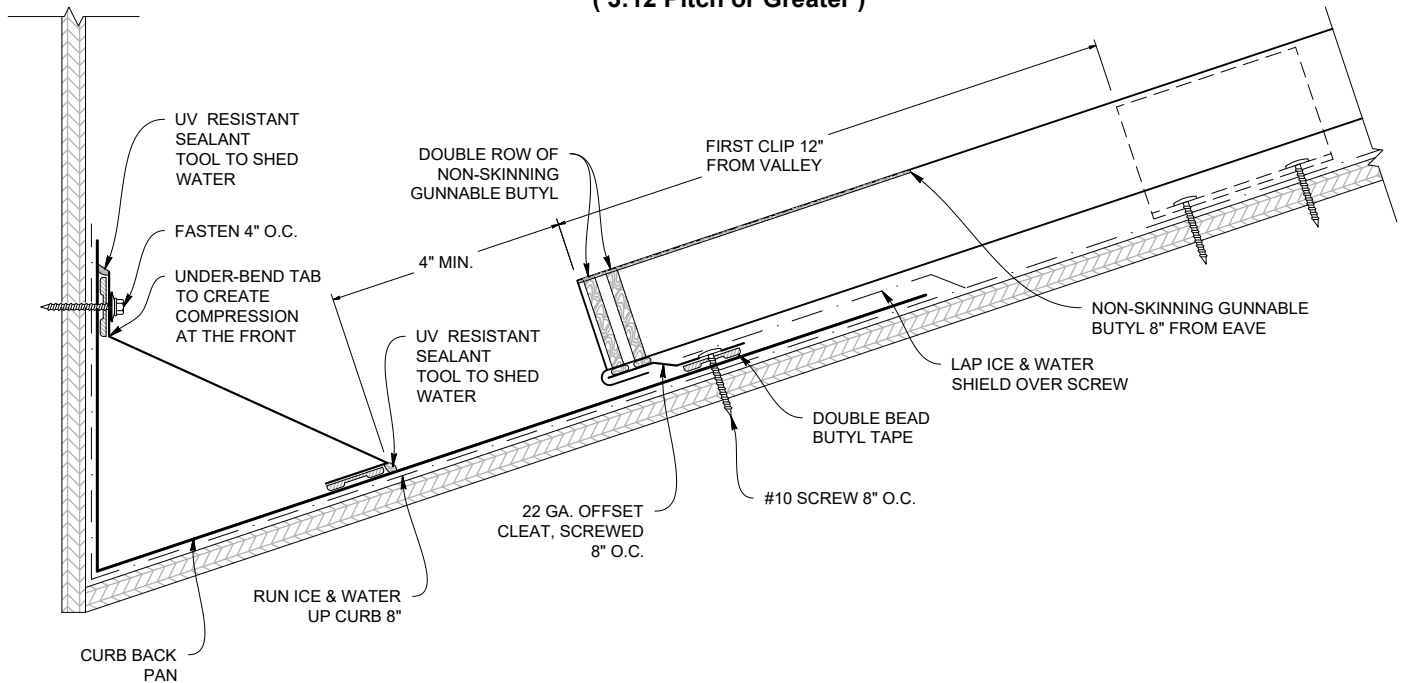 ( 3:12 Pitch or Greater )
UV RESISTANT
SEALANT
TOOL TO SHED
WATER
FASTEN 4" O.C.
UNDER-BEND TAB
TO CREATE
COMPRESSION
AT THE FRONT
DOUBLE ROW OF
NON-SKINNING
GUNNABLE BUTYL
FIRST CLIP 12"
FROM VALLEY
4" MIN.
UV RESISTANT
SEALANT
TOOL TO SHED
WATER
NON-SKINNING GUNNABLE
BUTYL 8" FROM EAVE
LAP ICE & WATER
SHIELD OVER SCREW
DOUBLE BEAD
BUTYL TAPE
#10 SCREW 8" O.C.
22 GA. OFFSET
CLEAT, SCREWED
8" O.C.
RUN ICE & WATER
UP CURB 8"
CURB BACK
PAN